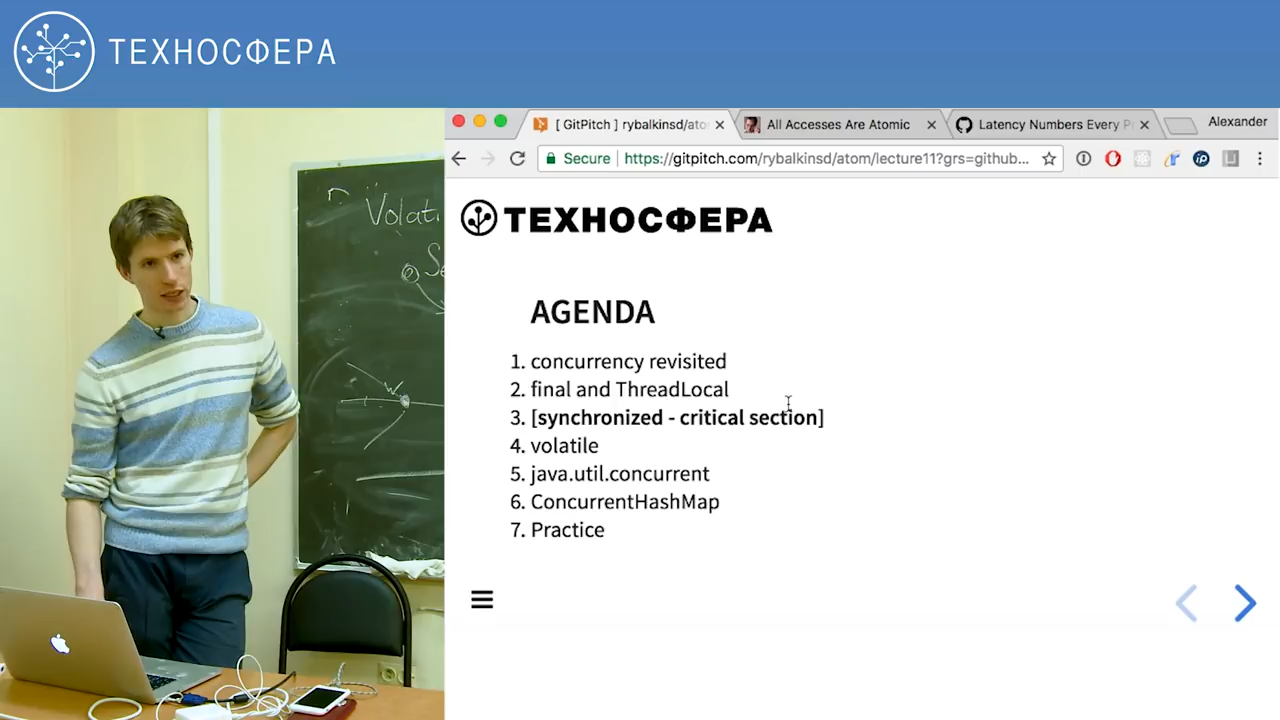 ТЕХНОСФЕРА
[ GitPitch ] rybalkinsd/ato
All Accesses Are Atomic
Latency Numbers Every P
Alexander
Secure
https://gitpitch.com/rybalkinsd/atom/lecture11?grs=github...
ТЕХНОСФЕРА
AGENDA
1. concurrency revisited
2. final and ThreadLocal
3. [synchronized - critical section]
4. volatile
5. java.util.concurrent
6. ConcurrentHashMap
7. Practice
Volati